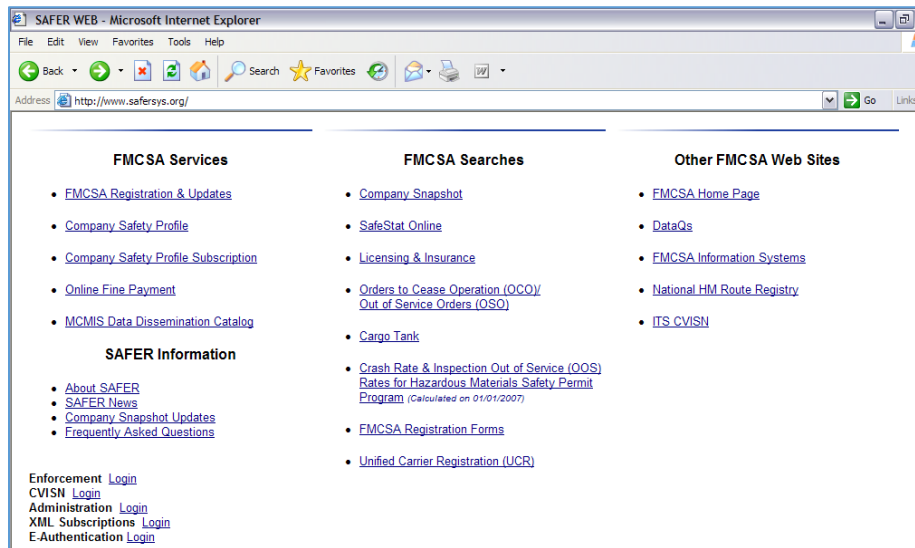 SAFER WEB - Microsoft Internet Explorer
File Edit View Favorites Tools Help
Back Search Favorites
Address http://www.safersys.org/ Go Links
FMCSA Services
FMCSA Registration & Updates
Company Safety Profile
Company Safety Profile Subscription
Online Fine Payment
MCMIS Data Dissemination Catalog
SAFER Information
About SAFER
SAFER News
Company Snapshot Updates
Frequently Asked Questions
Enforcement Login
CVISN Login
Administration Login
XML Subscriptions Login
E-Authentication Login
FMCSA Searches
Company Snapshot
SafeStat Online
Licensing & Insurance
Orders to Cease Operation (OCO)/
Out of Service Orders (OSO)
Cargo Tank
Crash Rate & Inspection Out of Service (OOS)
Rates for Hazardous Materials Safety Permit
Program (Calculated on 01/01/2007)
FMCSA Registration Forms
Unified Carrier Registration (UCR)
Other FMCSA Web Sites
FMCSA Home Page
DataQs
FMCSA Information Systems
National HM Route Registry
ITS CVISN